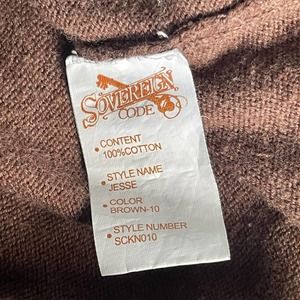 SOVEREIGN
CODE
• CONTENT
100%COTTON
• STYLE NAME
JESSE
• COLOR
BROWN-10
• STYLE NUMBER
SCKN010